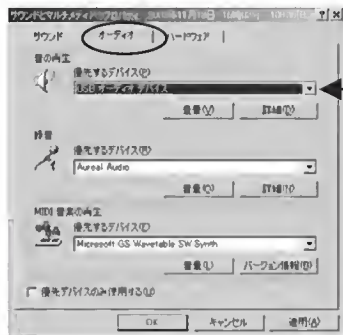 サウンドとマルチメディアのプロパティ
サウンド オーディオ ハードウェア
音の再生
優先するデバイス(P)
USB オーディオ デバイス
音量(V) 詳細(D)
録音
優先するデバイス(R)
Aureal Audio
音量(O) 詳細(N)
MIDI 音楽の再生
優先するデバイス(E)
Microsoft GS Wavetable SW Synth
音量(L) バージョン情報(B)
優先デバイスのみ使用する(U)
OK キャンセル 適用(A)